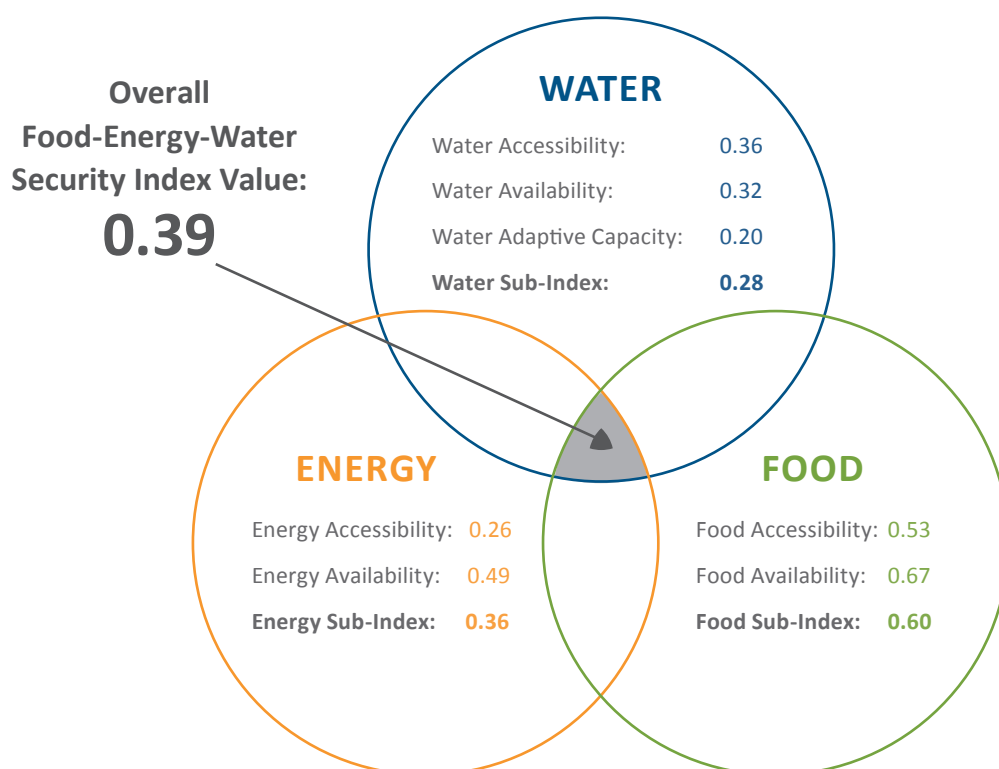 Overall
Food-Energy-Water
Security Index Value:
0.39
WATER
Water Accessibility: 0.36
Water Availability: 0.32
Water Adaptive Capacity: 0.20
Water Sub-Index: 0.28
ENERGY
Energy Accessibility: 0.26
Energy Availability: 0.49
Energy Sub-Index: 0.36
FOOD
Food Accessibility: 0.53
Food Availability: 0.67
Food Sub-Index: 0.60